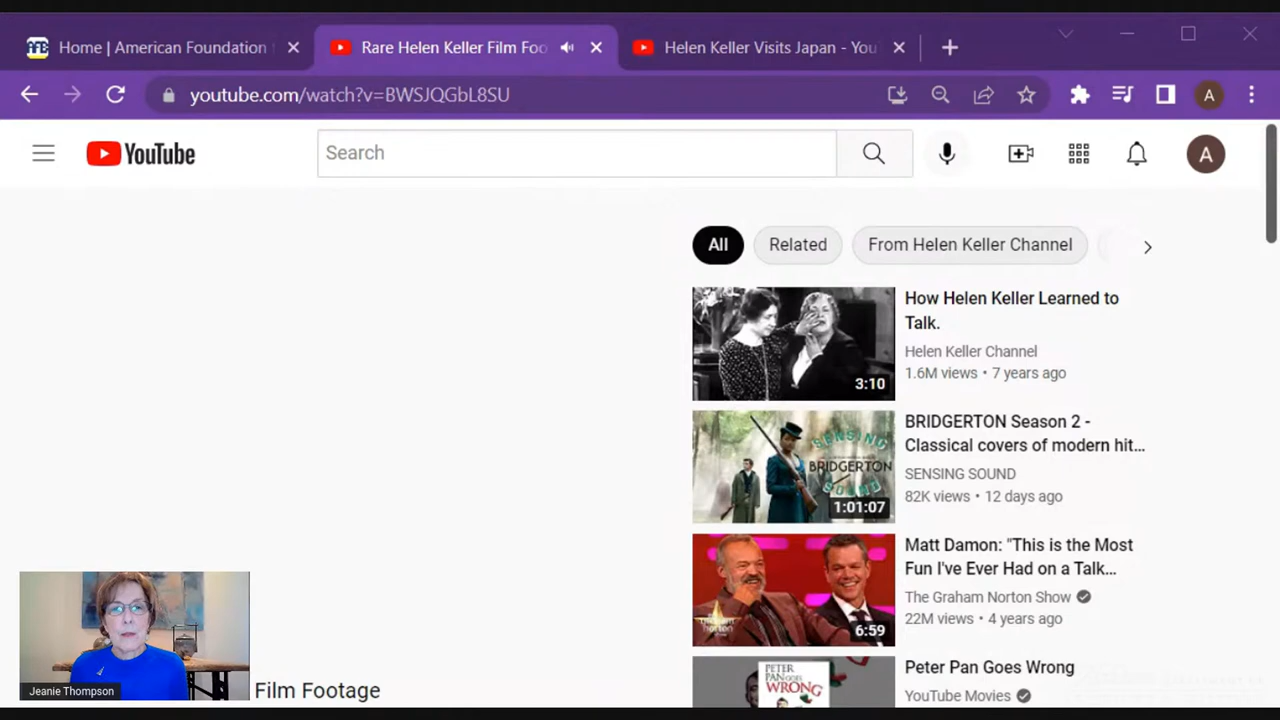 AFB
Home | American Foundation
Rare Helen Keller Film Foo
Helen Keller Visits Japan - You
youtube.com/watch?v=BWSJQGbL8SU
A
YouTube
Search
A
All
Related
From Helen Keller Channel
How Helen Keller Learned to
Talk.
Helen Keller Channel
1.6M views • 7 years ago
3:10
BRIDGERTON Season 2 -
Classical covers of modern hit...
SENSING SOUND
82K views • 12 days ago
SENSING
BRIDGERTON
SOUND
1:01:07
Matt Damon: "This is the Most
Fun I've Ever Had on a Talk...
The Graham Norton Show
22M views • 4 years ago
6:59
Peter Pan Goes Wrong
YouTube Movies
PETER
PAN GOES
WRONG
Jeanie Thompson
Film Footage